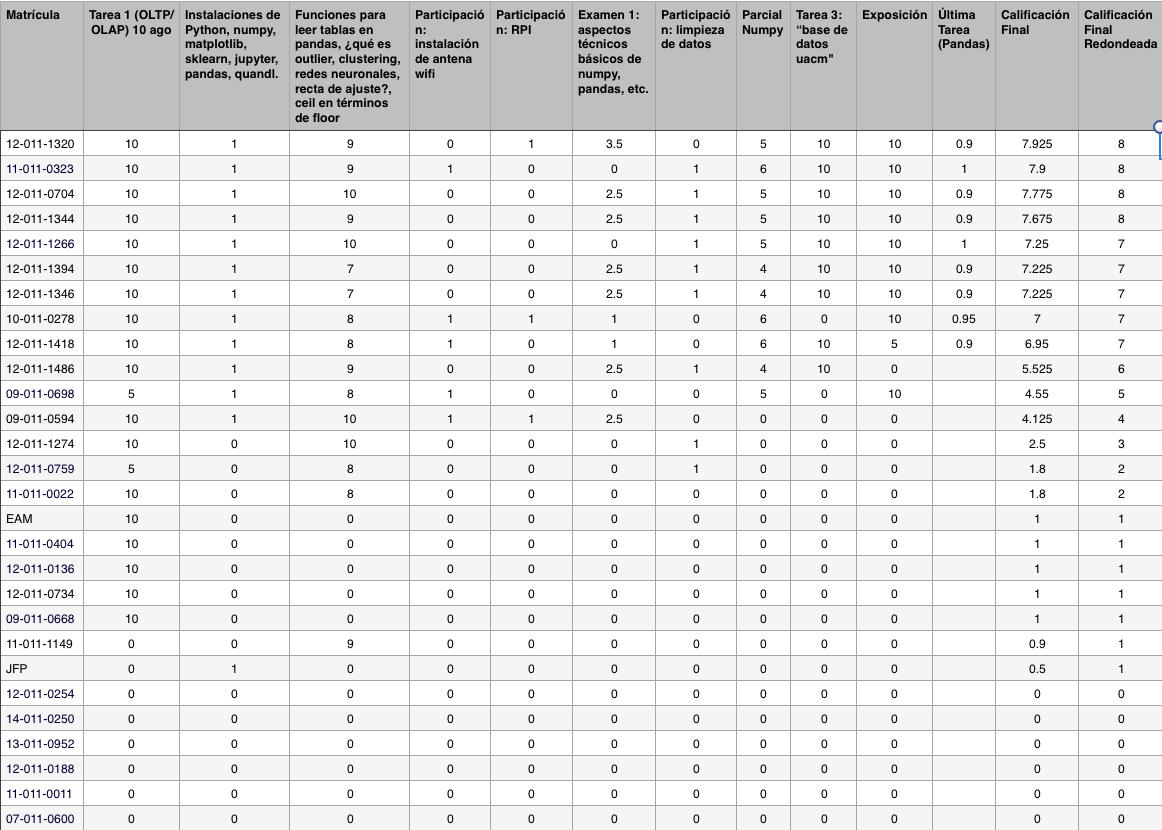 Matrícula | Tarea 1 (OLTP/OLAP) 10 ago | Instalaciones de Python, numpy, matplotlib, sklearn, jupyter, pandas, quandl. | Funciones para leer tablas en pandas, ¿qué es outlier, clustering, redes neuronales, recta de ajuste?, ceil en términos de floor | Participación: instalación de antena wifi | Participación: RPI | Examen 1: aspectos técnicos básicos de numpy, pandas, etc. | Participación: limpieza de datos | Parcial Numpy | Tarea 3: “base de datos uacm" | Exposición | Última Tarea (Pandas) | Calificación Final | Calificación Final Redondeada
12-011-1320 10 1 9 0 1 3.5 0 5 10 10 0.9 7.925 8
11-011-0323 10 1 9 1 0 0 1 6 10 10 1 7.9 8
12-011-0704 10 1 10 0 0 2.5 1 5 10 10 0.9 7.775 8
12-011-1344 10 1 9 0 0 2.5 1 5 10 10 0.9 7.675 8
12-011-1266 10 1 10 0 0 0 1 5 10 10 1 7.25 7
12-011-1394 10 1 7 0 0 2.5 1 4 10 10 0.9 7.225 7
12-011-1346 10 1 7 0 0 2.5 1 4 10 10 0.9 7.225 7
10-011-0278 10 1 8 1 1 1 0 6 0 10 0.95 7 7
12-011-1418 10 1 8 1 0 1 0 6 10 5 0.9 6.95 7
12-011-1486 10 1 9 0 0 2.5 1 4 10 0 5.525 6
09-011-0698 5 1 8 1 0 0 0 5 0 10 4.55 5
09-011-0594 10 1 10 1 1 2.5 0 0 0 0 4.125 4
12-011-1274 10 0 10 0 0 0 1 0 0 0 2.5 3
12-011-0759 5 0 8 0 0 0 1 0 0 0 1.8 2
11-011-0022 10 0 8 0 0 0 0 0 0 0 1.8 2
EAM 10 0 0 0 0 0 0 0 0 0 1 1
11-011-0404 10 0 0 0 0 0 0 0 0 0 1 1
12-011-0136 10 0 0 0 0 0 0 0 0 0 1 1
12-011-0734 10 0 0 0 0 0 0 0 0 0 1 1
09-011-0668 10 0 0 0 0 0 0 0 0 0 1 1
11-011-1149 0 0 9 0 0 0 0 0 0 0 0.9 1
JFP 0 1 0 0 0 0 0 0 0 0 0.5 1
12-011-0254 0 0 0 0 0 0 0 0 0 0 0 0
14-011-0250 0 0 0 0 0 0 0 0 0 0 0 0
13-011-0952 0 0 0 0 0 0 0 0 0 0 0 0
12-011-0188 0 0 0 0 0 0 0 0 0 0 0 0
11-011-0011 0 0 0 0 0 0 0 0 0 0 0 0
07-011-0600 0 0 0 0 0 0 0 0 0 0 0 0